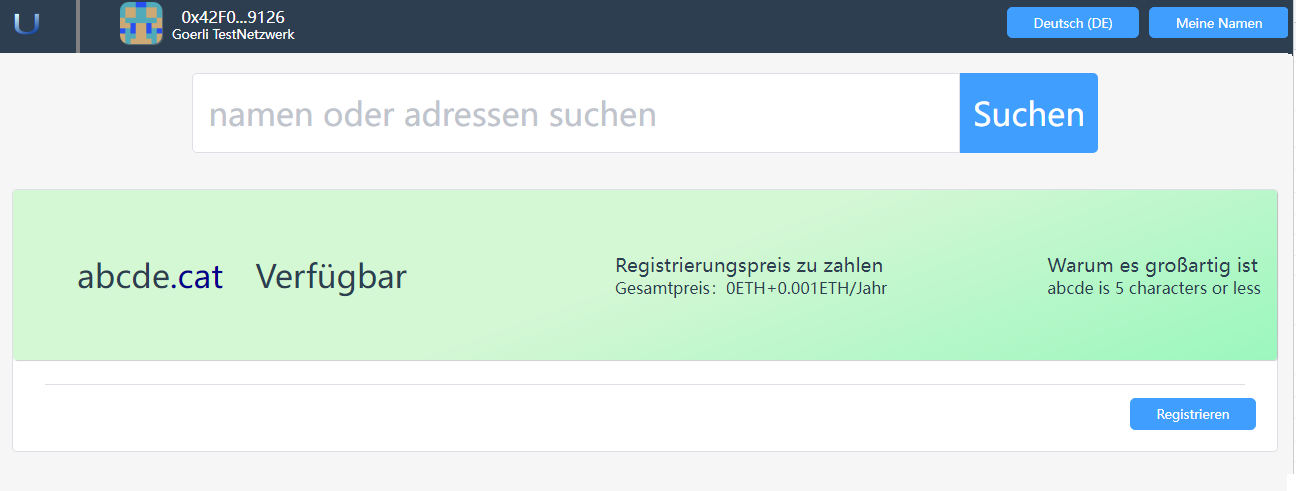 U
0x42F0...9126
Goerli TestNetzwerk
Deutsch (DE)
Meine Namen
namen oder adressen suchen
Suchen
abcde.cat Verfügbar
Registrierungspreis zu zahlen
Gesamtpreis：0ETH+0.001ETH/Jahr
Warum es großartig ist
abcde is 5 characters or less
Registrieren